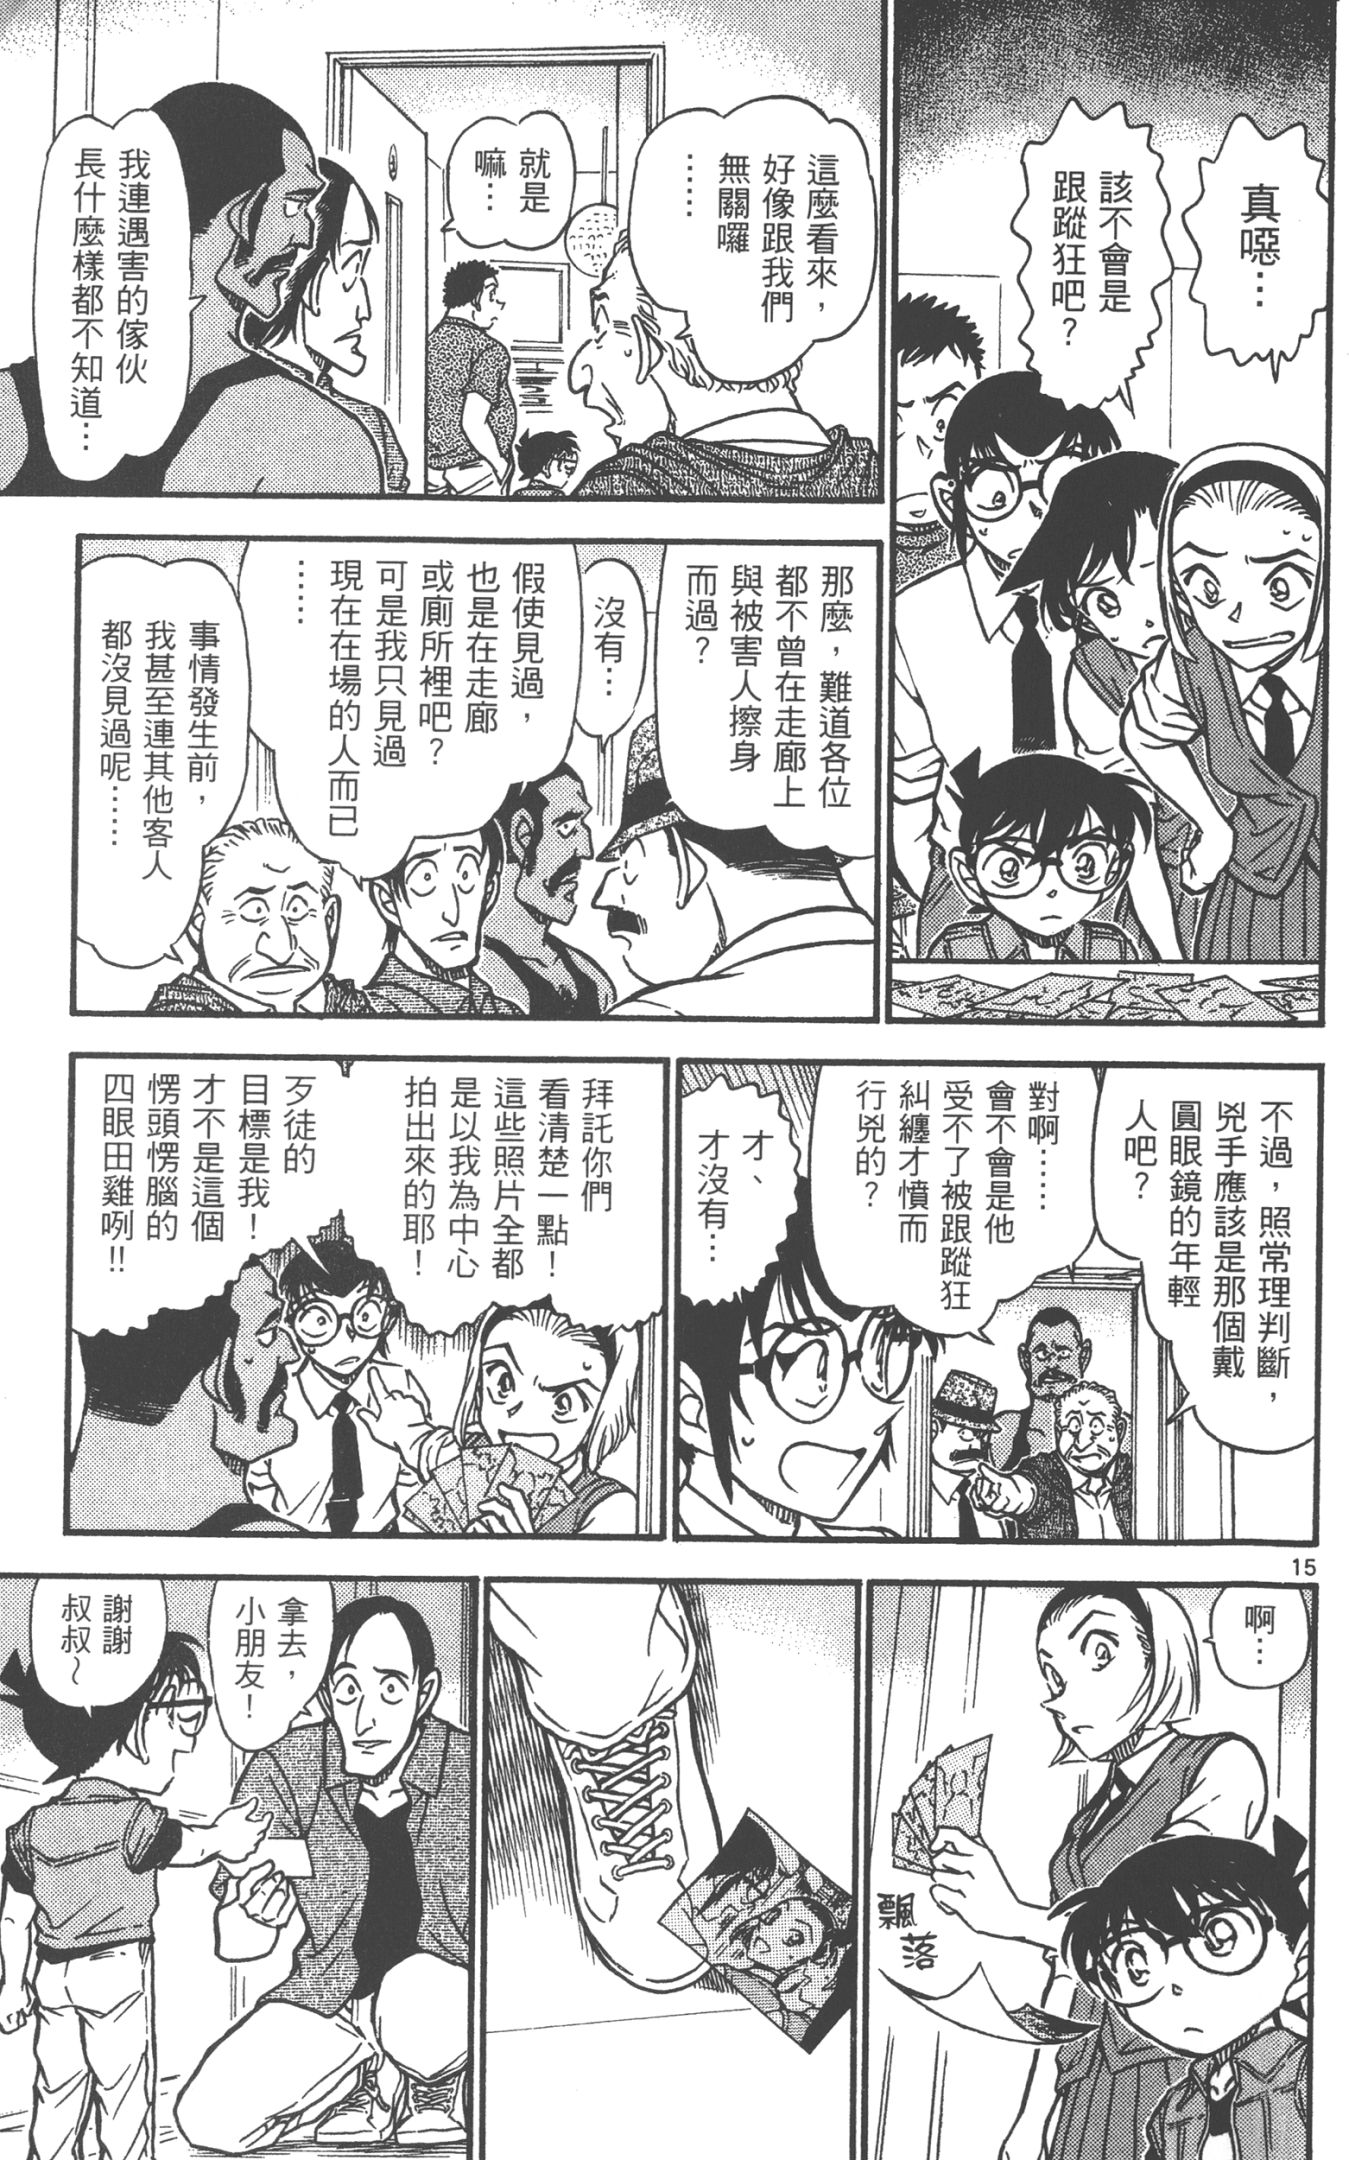 真噁…
該不會是
跟蹤狂吧？
這麼看來，
好像跟我們
無關囉
……
就是
嘛…
我連遇害的傢伙
長什麼樣都不知道…
那麼，難道各位
都不曾在走廊上
與被害人擦身
而過？
沒有…
假使見過，
也是在走廊
或廁所裡吧？
可是我只見過
現在在場的人而已
……
事情發生前，
我甚至連其他客人
都沒見過呢……
不過，照常理判斷，
兇手應該是那個戴
圓眼鏡的年輕
人吧？
對啊……
會不會是他
受不了被跟蹤狂
糾纏才憤而
行兇的？
才、
才沒有…
拜託你們
看清楚一點！
這些照片全都
是以我為中心
拍出來的耶！
歹徒的
目標是我！
才不是這個
愣頭愣腦的
四眼田雞咧!!
15
啊…
飄
落
拿去，
小朋友！
謝謝
叔叔～